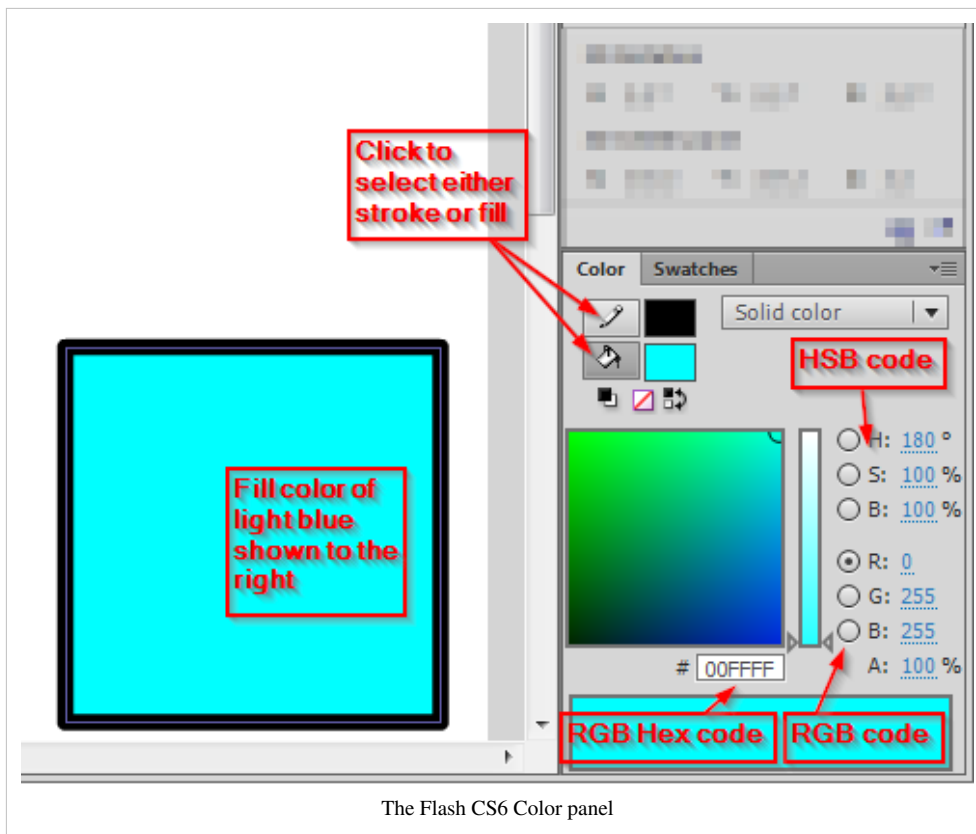 Click to
select either
stroke or fill
Color Swatches
Solid color
HSB code
H: 180 °
S: 100 %
B: 100 %
Fill color of
light blue
shown to the
right
R: 0
G: 255
B: 255
A: 100 %
# 00FFFF
RGB Hex code RGB code
The Flash CS6 Color panel